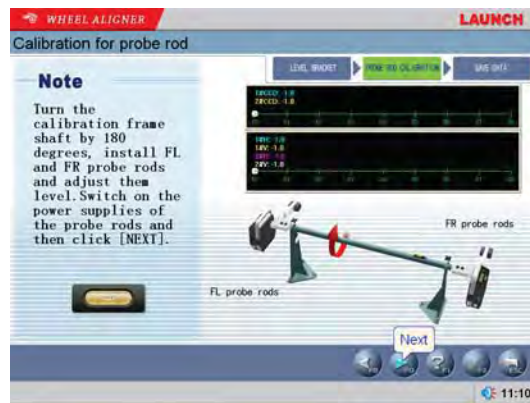 WHEEL ALIGNER
LAUNCH
Calibration for probe rod
LEVEL BRACKET
PROBE ROD CALIBRATION
SAVE DATA
Note
Turn the
calibration frame
shaft by 180
degrees, install FL
and FR probe rods
and adjust them
level.Switch on the
power supplies of
the probe rods and
then click [NEXT].
FR probe rods
FL probe rods
Next
11:10